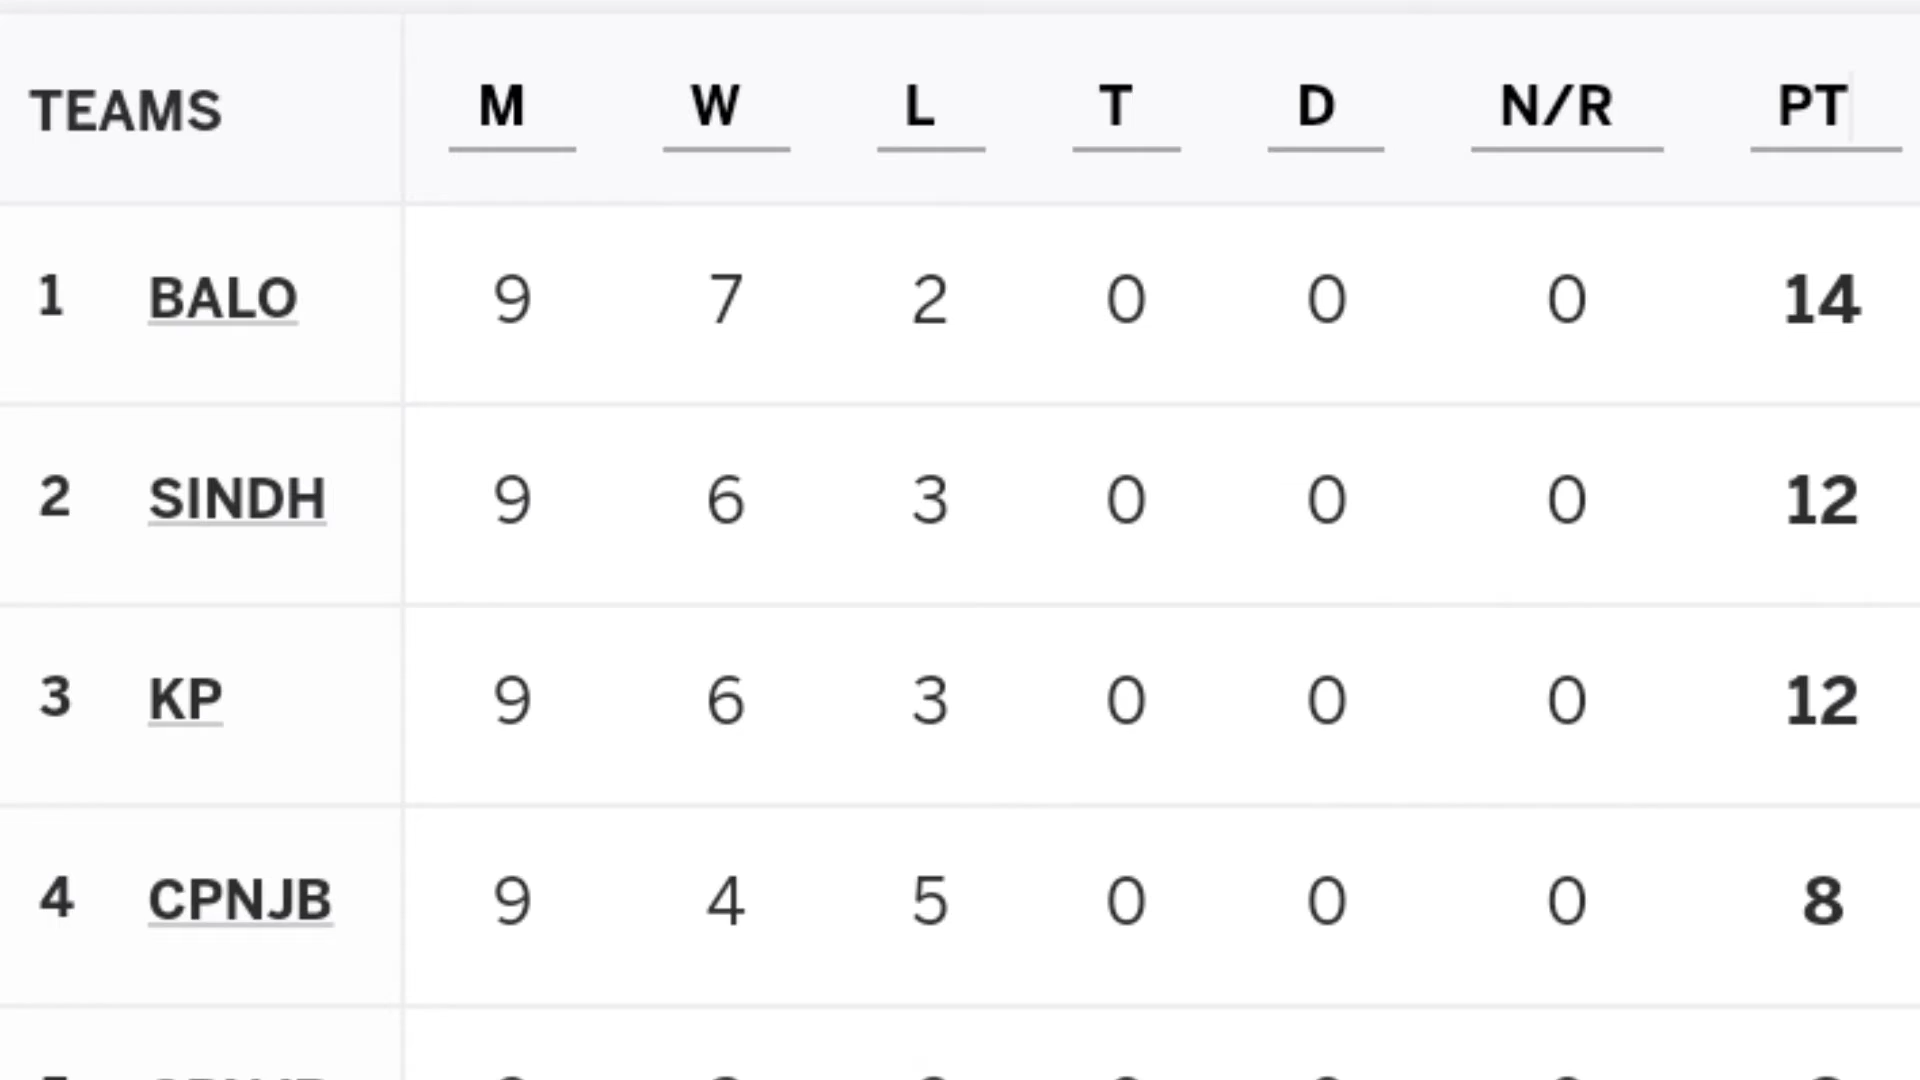 TEAMS M W L T D N/R PT
1 BALO 9 7 2 0 0 0 14
2 SINDH 9 6 3 0 0 0 12
3 KP 9 6 3 0 0 0 12
4 CPNJB 9 4 5 0 0 0 8